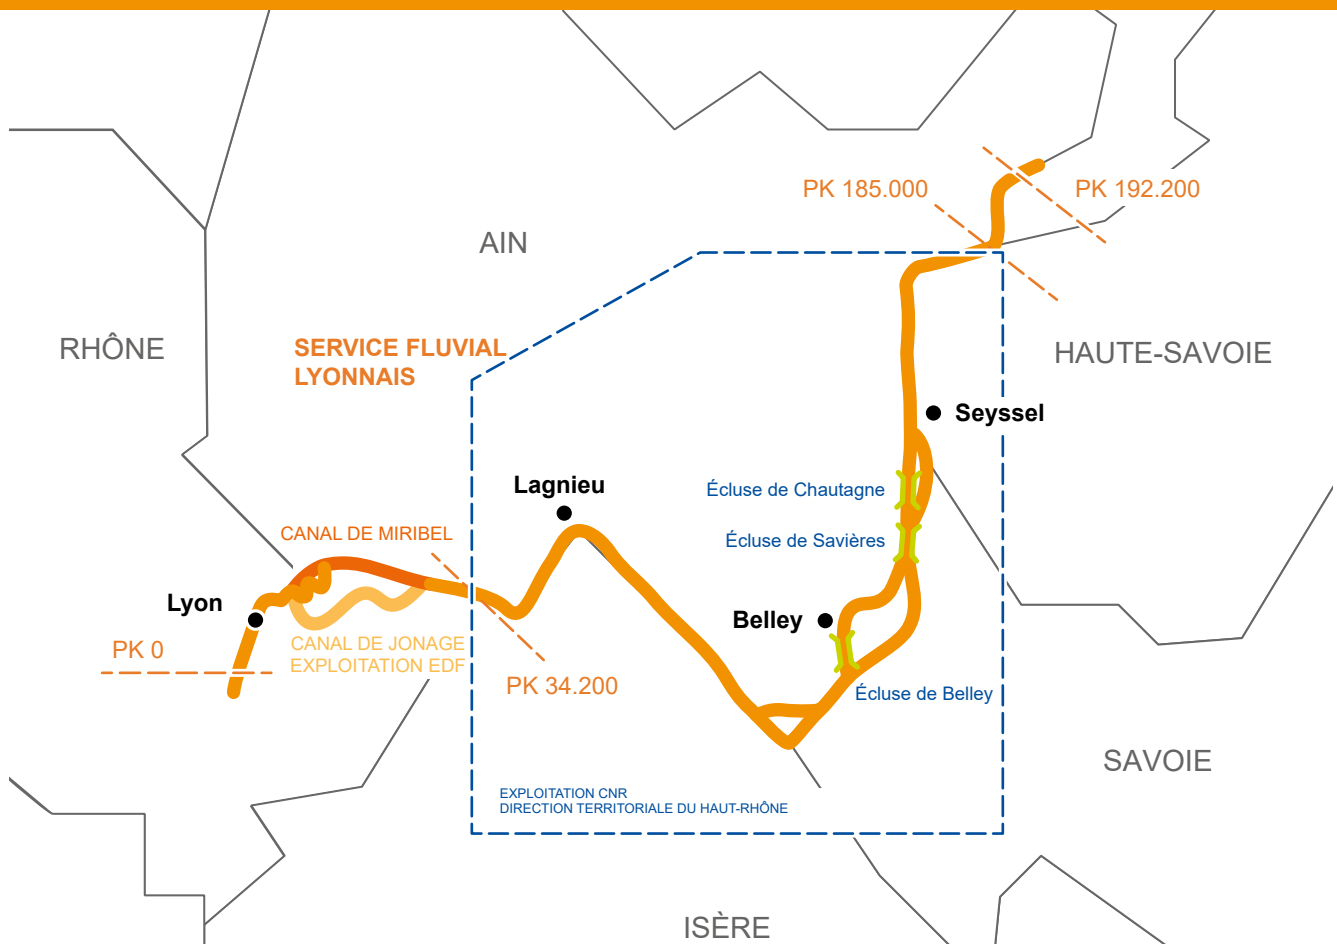 PK 185.000
PK 192.200
AIN
RHÔNE
SERVICE FLUVIAL
LYONNAIS
HAUTE-SAVOIE
Seyssel
Lagnieu
Écluse de Chautagne
CANAL DE MIRIBEL
Écluse de Savières
Lyon
Belley
CANAL DE JONAGE
EXPLOITATION EDF
PK 0
PK 34.200
Écluse de Belley
SAVOIE
EXPLOITATION CNR
DIRECTION TERRITORIALE DU HAUT-RHÔNE
ISÈRE